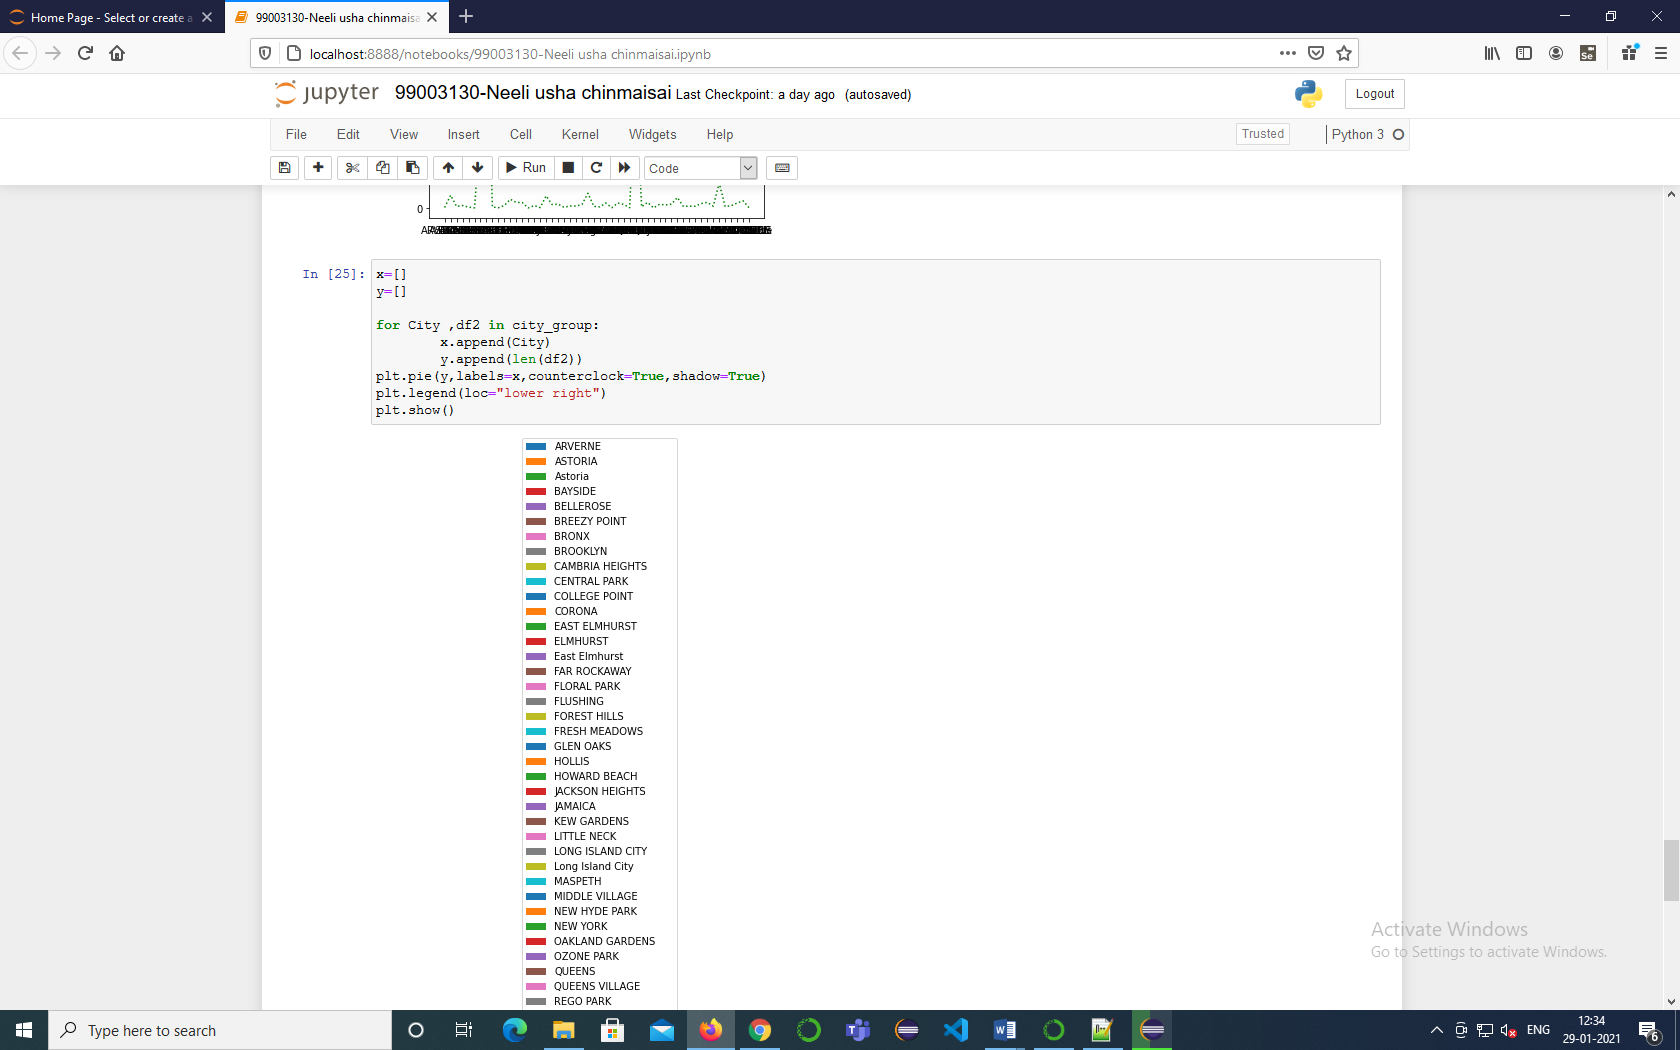 Home Page - Select or create a
99003130-Neeli usha chinmaisa
localhost:8888/notebooks/99003130-Neeli usha chinmaisai.ipynb
jupyter 99003130-Neeli usha chinmaisai Last Checkpoint: a day ago (autosaved)
Logout
File Edit View Insert Cell Kernel Widgets Help
Trusted
Python 3
Run
Code
0
In [25]:
x=[]
y=[]
for City ,df2 in city_group:
x.append(City)
y.append(len(df2))
plt.pie(y,labels=x,counterclock=True,shadow=True)
plt.legend(loc="lower right")
plt.show()
ARVERNE
ASTORIA
Astoria
BAYSIDE
BELLEROSE
BREEZY POINT
BRONX
BROOKLYN
CAMBRIA HEIGHTS
CENTRAL PARK
COLLEGE POINT
CORONA
EAST ELMHURST
ELMHURST
East Elmhurst
FAR ROCKAWAY
FLORAL PARK
FLUSHING
FOREST HILLS
FRESH MEADOWS
GLEN OAKS
HOLLIS
HOWARD BEACH
JACKSON HEIGHTS
JAMAICA
KEW GARDENS
LITTLE NECK
LONG ISLAND CITY
Long Island City
MASPETH
MIDDLE VILLAGE
NEW HYDE PARK
NEW YORK
OAKLAND GARDENS
OZONE PARK
QUEENS
QUEENS VILLAGE
REGO PARK
Activate Windows
Go to Settings to activate Windows.
Type here to search
ENG
12:34
29-01-2021
6